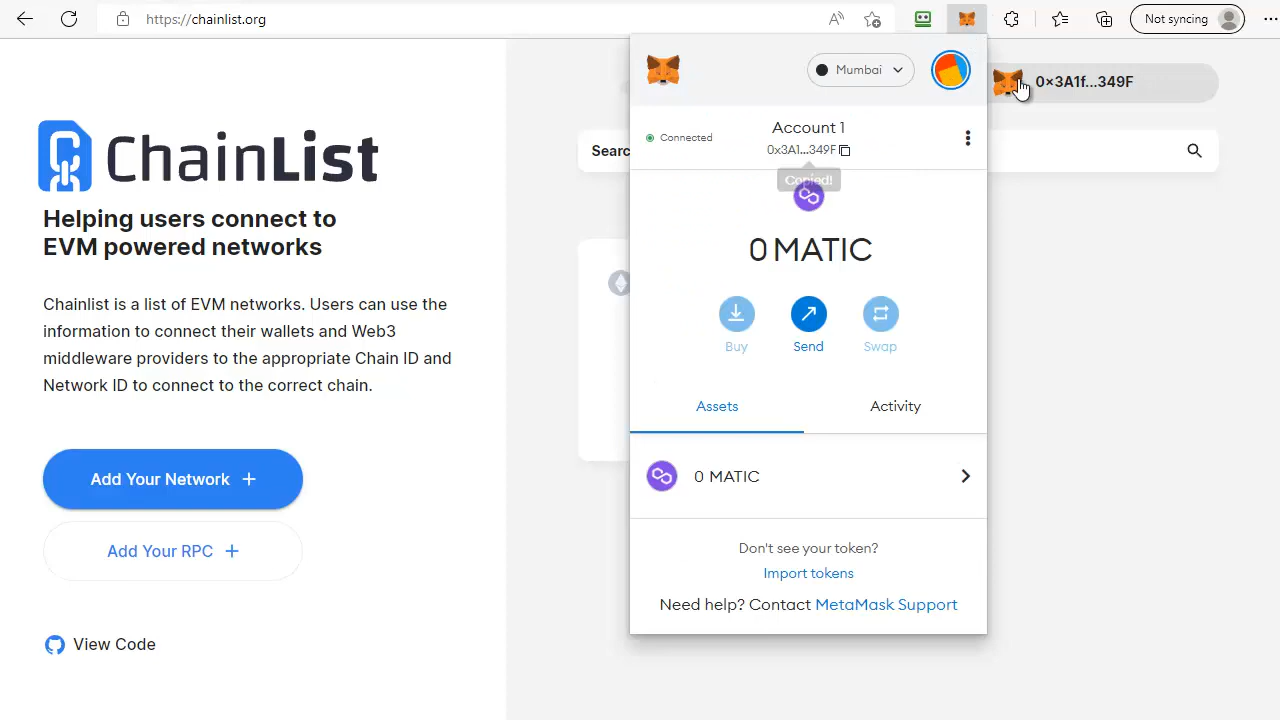 https://chainlist.org
Not syncing
ChainList
Helping users connect to
EVM powered networks
Chainlist is a list of EVM networks. Users can use the
information to connect their wallets and Web3
middleware providers to the appropriate Chain ID and
Network ID to connect to the correct chain.
Add Your Network +
Add Your RPC +
View Code
Mumbai
Connected
Account 1
0x3A1...349F
Copied!
0 MATIC
Buy
Send
Swap
Assets
Activity
0 MATIC
Don't see your token?
Import tokens
Need help? Contact MetaMask Support
0x3A1f...349F